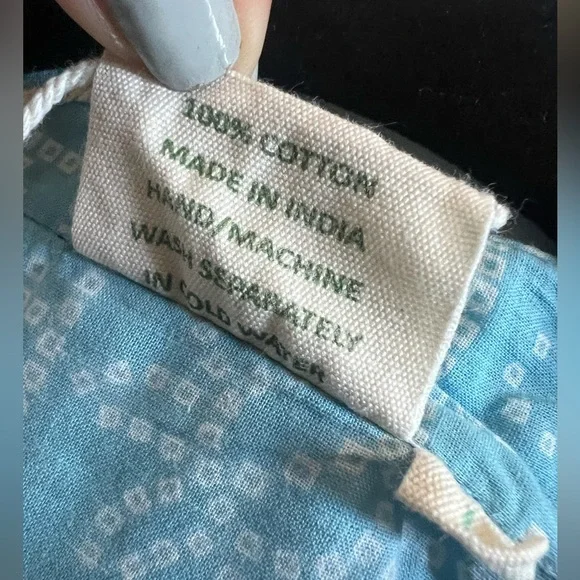 100% COTTON
MADE IN INDIA
HAND/MACHINE
WASH SEPARATELY
IN COLD WATER